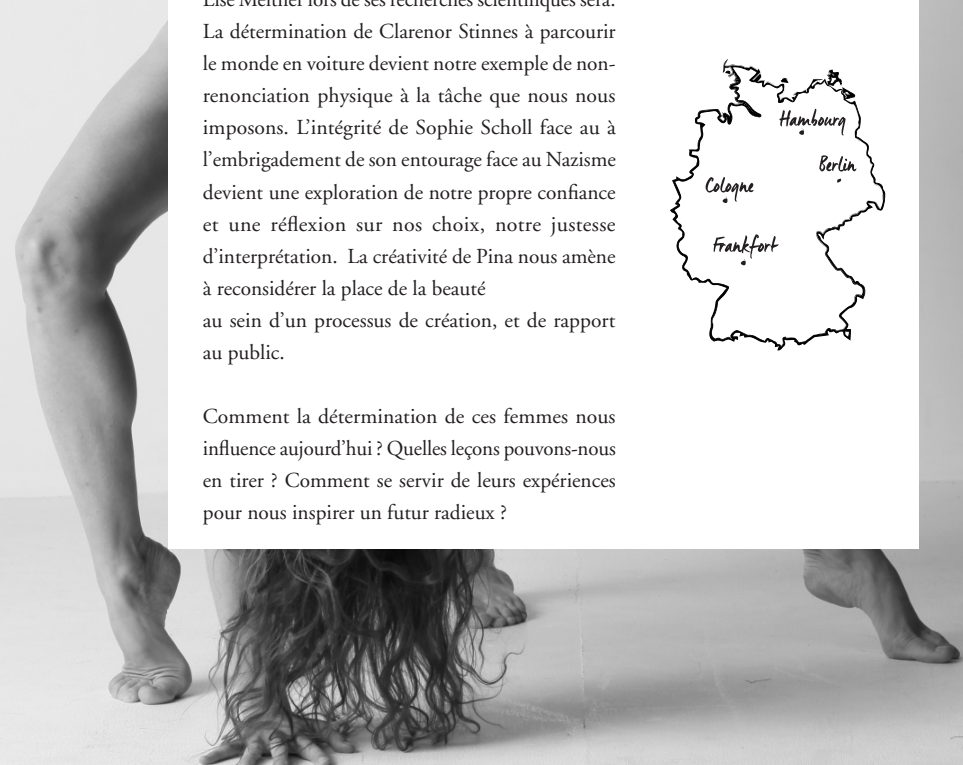 Lise Meitner lors de ses recherches scientifiques sera.
La détermination de Clarenor Stinnes à parcourir
le monde en voiture devient notre exemple de non-
renonciation physique à la tâche que nous nous
imposons. L’intégrité de Sophie Scholl face au à
l’embrigadement de son entourage face au Nazisme
devient une exploration de notre propre confiance
et une réflexion sur nos choix, notre justesse
d’interprétation. La créativité de Pina nous amène
à reconsidérer la place de la beauté
au sein d’un processus de création, et de rapport
au public.
Comment la détermination de ces femmes nous
influence aujourd’hui ? Quelles leçons pouvons-nous
en tirer ? Comment se servir de leurs expériences
pour nous inspirer un futur radieux ?
Hambourg
Berlin
Cologne
Frankfort